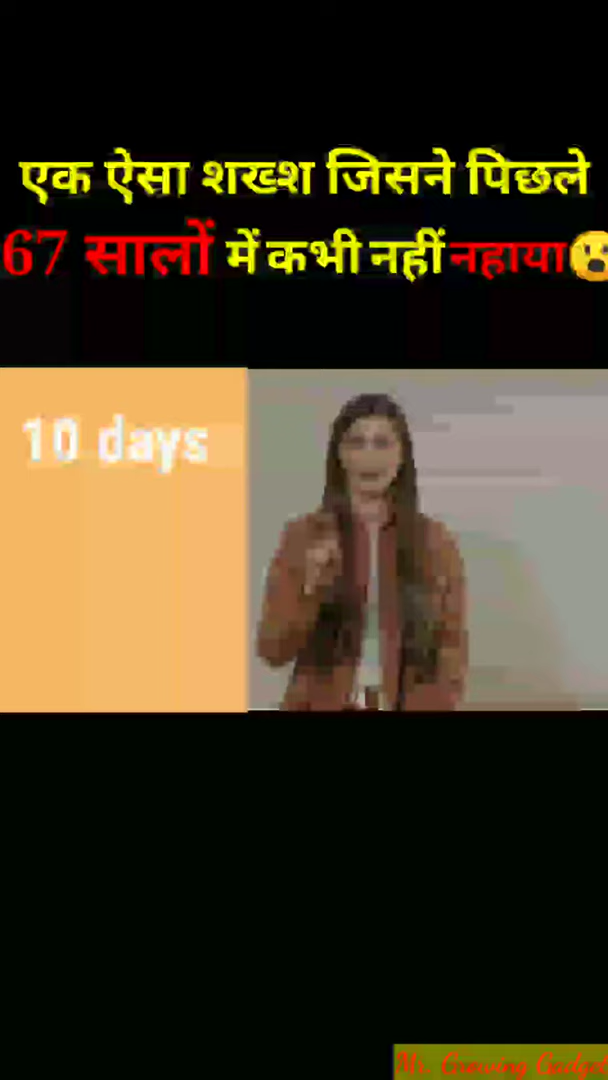 एक ऐसा शख्श जिसने पिछले
67 सालों में कभी नहीं नहाया😮
10 days
Mr. Growing Gadget